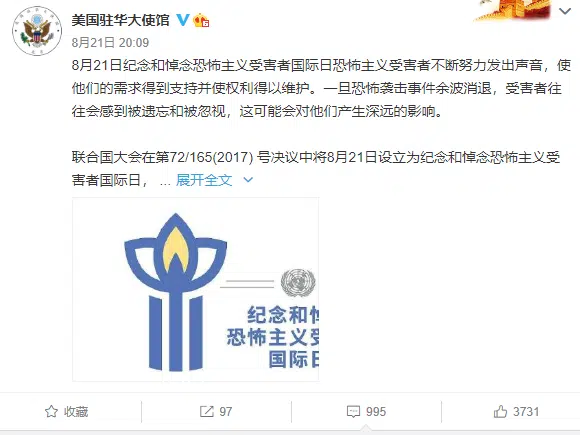 美国驻华大使馆
8月21日 20:09
8月21日纪念和悼念恐怖主义受害者国际日恐怖主义受害者不断努力发出声音，使
他们的需求得到支持并使权利得以维护。一旦恐怖袭击事件余波消退，受害者往
往会感到被遗忘和被忽视，这可能会对他们产生深远的影响。
联合国大会在第72/165(2017) 号决议中将8月21日设立为纪念和悼念恐怖主义受
害者国际日， ... 展开全文
纪念和悼
恐怖主义受
国际日
收藏
97
995
3731